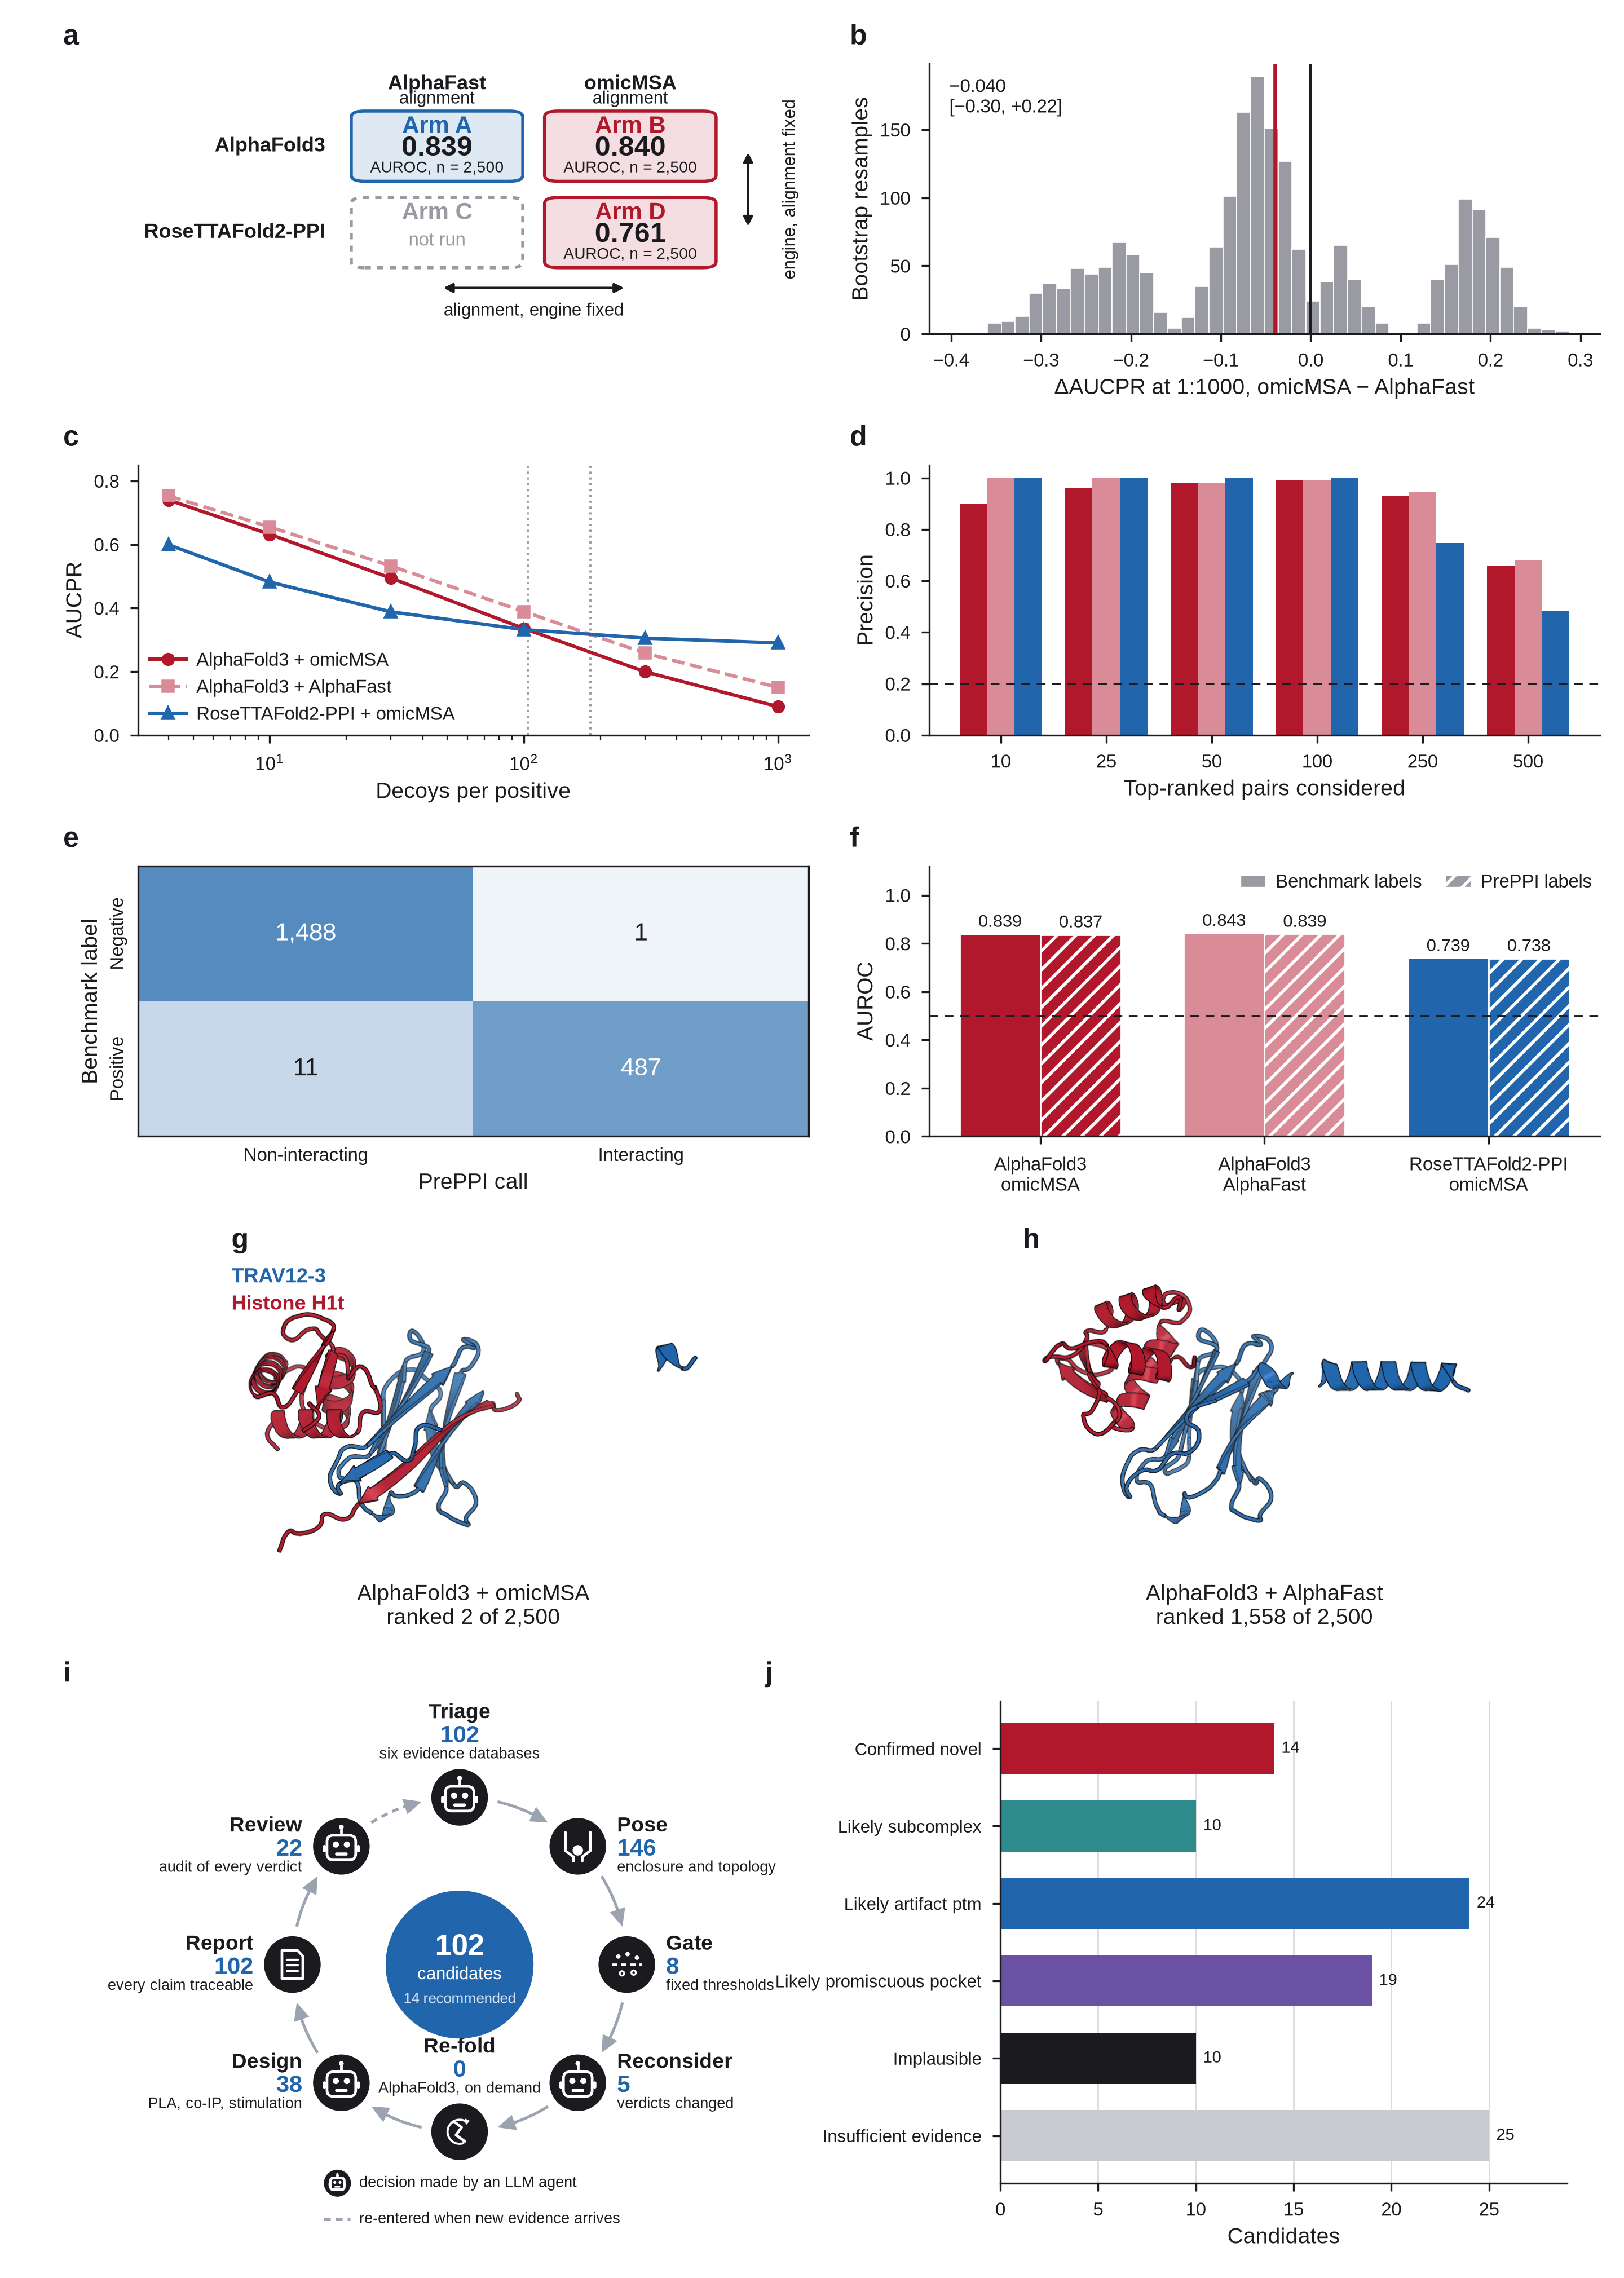 a
AlphaFast
alignment
omicMSA
alignment
AlphaFold3
Arm A
0.839
AUROC, n = 2,500
Arm B
0.840
AUROC, n = 2,500
RoseTTAFold2-PPI
Arm C
not run
Arm D
0.761
AUROC, n = 2,500
engine, alignment fixed
alignment, engine fixed
b
−0.040
[−0.30, +0.22]
Bootstrap resamples
150
100
50
0
−0.4
−0.3
−0.2
−0.1
0.0
0.1
0.2
0.3
ΔAUCPR at 1:1000, omicMSA − AlphaFast
c
AUCPR
0.8
0.6
0.4
0.2
0.0
AlphaFold3 + omicMSA
AlphaFold3 + AlphaFast
RoseTTAFold2-PPI + omicMSA
10¹
10²
10³
Decoys per positive
d
Precision
1.0
0.8
0.6
0.4
0.2
0.0
10
25
50
100
250
500
Top-ranked pairs considered
e
Benchmark label
Negative
Positive
1,488
1
11
487
Non-interacting
Interacting
PrePPI call
f
Benchmark labels
PrePPI labels
AUROC
1.0
0.8
0.6
0.4
0.2
0.0
0.839
0.837
0.843
0.839
0.739
0.738
AlphaFold3
omicMSA
AlphaFold3
AlphaFast
RoseTTAFold2-PPI
omicMSA
g
TRAV12-3
Histone H1t
AlphaFold3 + omicMSA
ranked 2 of 2,500
h
AlphaFold3 + AlphaFast
ranked 1,558 of 2,500
i
Triage
102
six evidence databases
Pose
146
enclosure and topology
Gate
8
fixed thresholds
Reconsider
5
verdicts changed
Re-fold
0
AlphaFold3, on demand
Design
38
PLA, co-IP, stimulation
Report
102
every claim traceable
Review
22
audit of every verdict
102
candidates
14 recommended
decision made by an LLM agent
re-entered when new evidence arrives
j
Confirmed novel
14
Likely subcomplex
10
Likely artifact ptm
24
Likely promiscuous pocket
19
Implausible
10
Insufficient evidence
25
0
5
10
15
20
25
Candidates